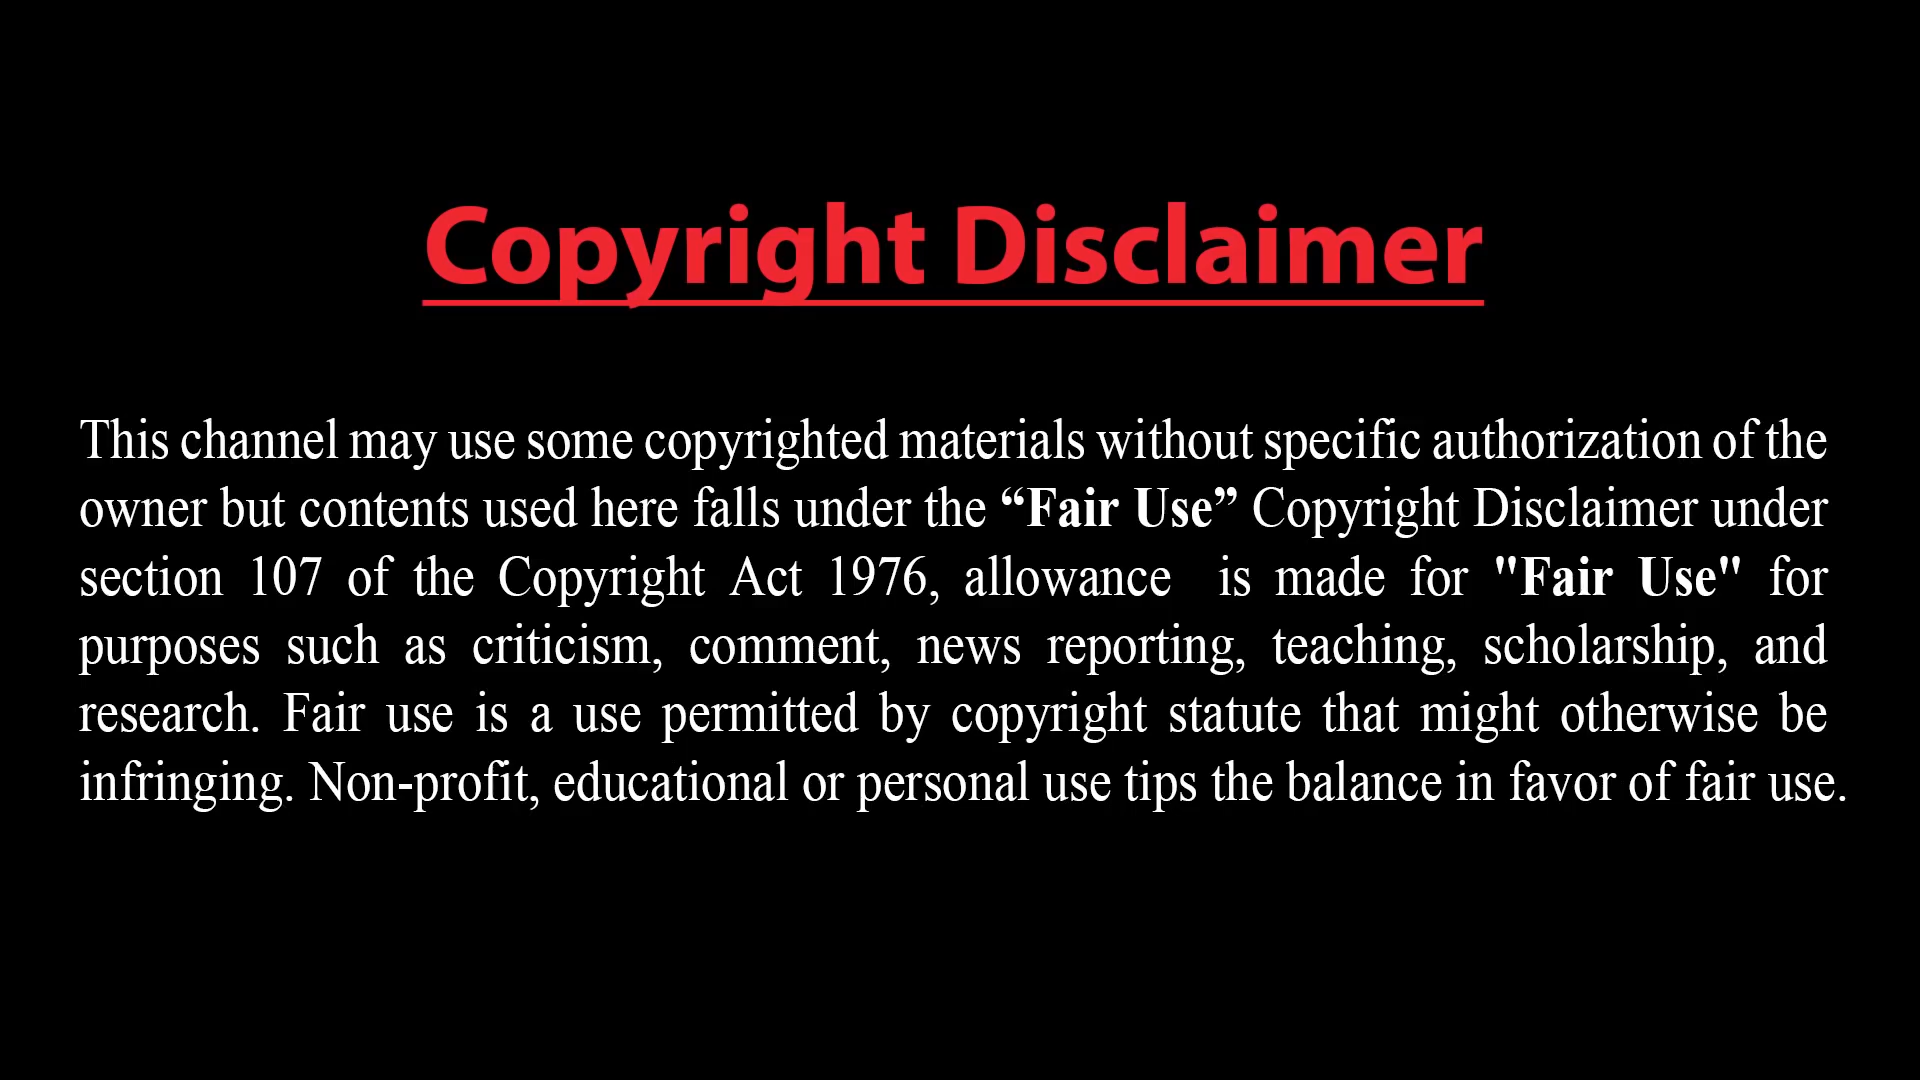 Copyright Disclaimer
This channel may use some copyrighted materials without specific authorization of the
owner but contents used here falls under the “Fair Use” Copyright Disclaimer under
section 107 of the Copyright Act 1976, allowance  is made for "Fair Use" for
purposes such as criticism, comment, news reporting, teaching, scholarship, and
research. Fair use is a use permitted by copyright statute that might otherwise be
infringing. Non-profit, educational or personal use tips the balance in favor of fair use.